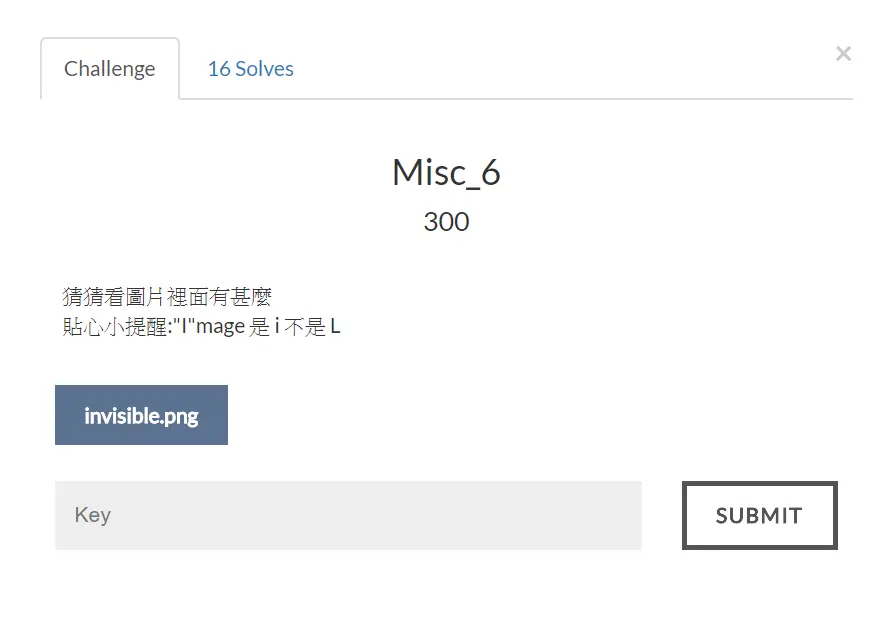 Challenge
16 Solves
×
Misc_6
300
猜猜看圖片裡面有甚麼
貼心小提醒:"I"mage 是 i 不是 L
invisible.png
Key
SUBMIT